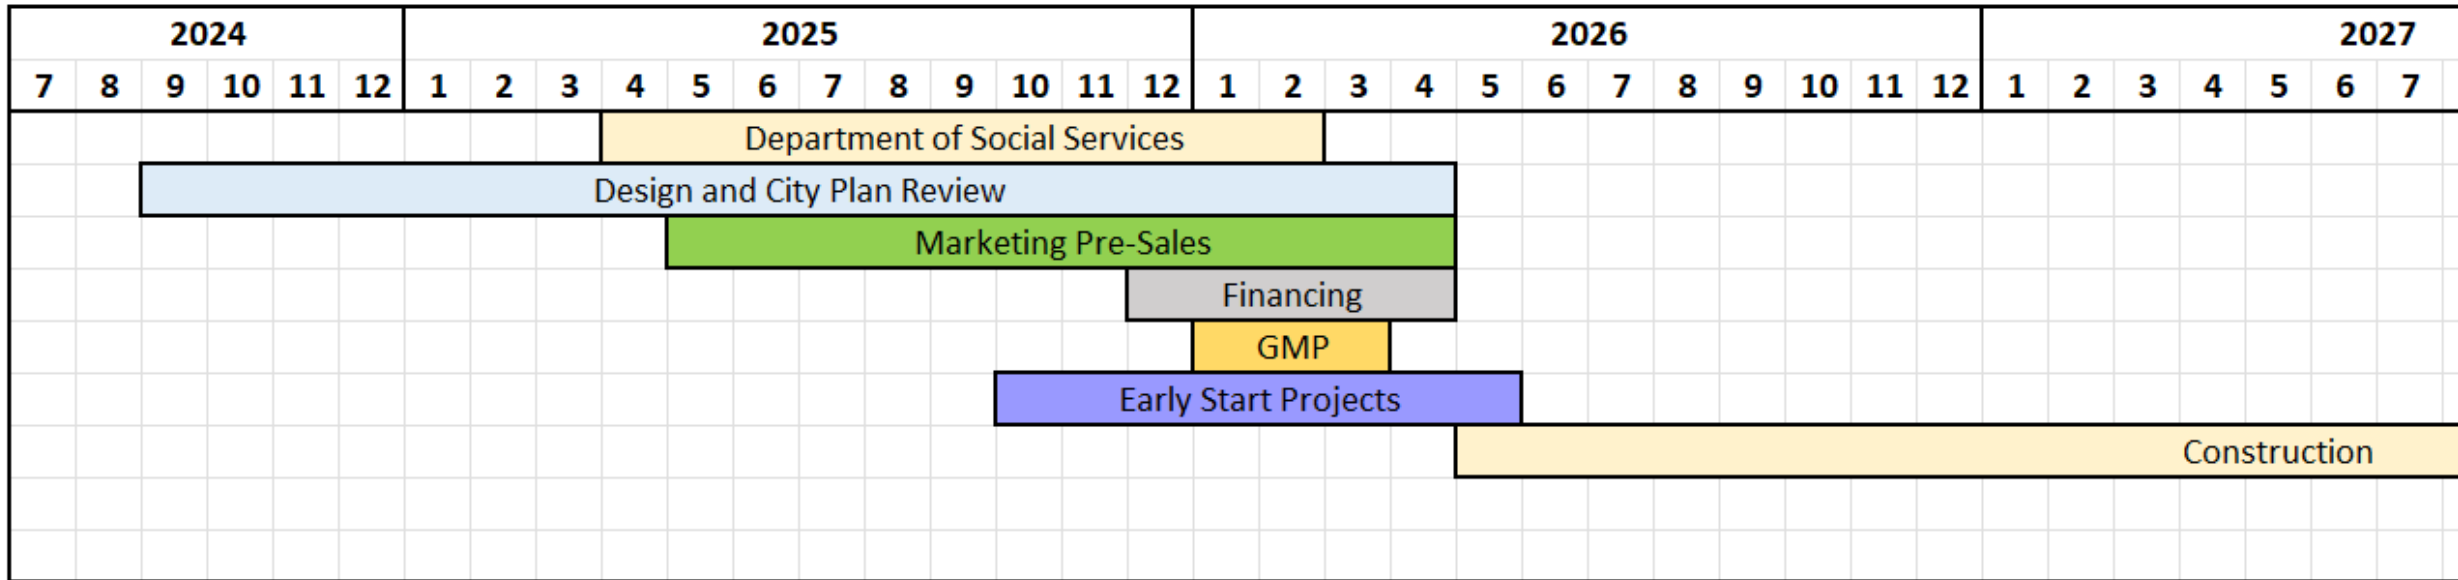 2024 2025 2026 2027
7 8 9 10 11 12 1 2 3 4 5 6 7 8 9 10 11 12 1 2 3 4 5 6 7 8 9 10 11 12 1 2 3 4 5 6 7
Department of Social Services
Design and City Plan Review
Marketing Pre-Sales
Financing
GMP
Early Start Projects
Construction